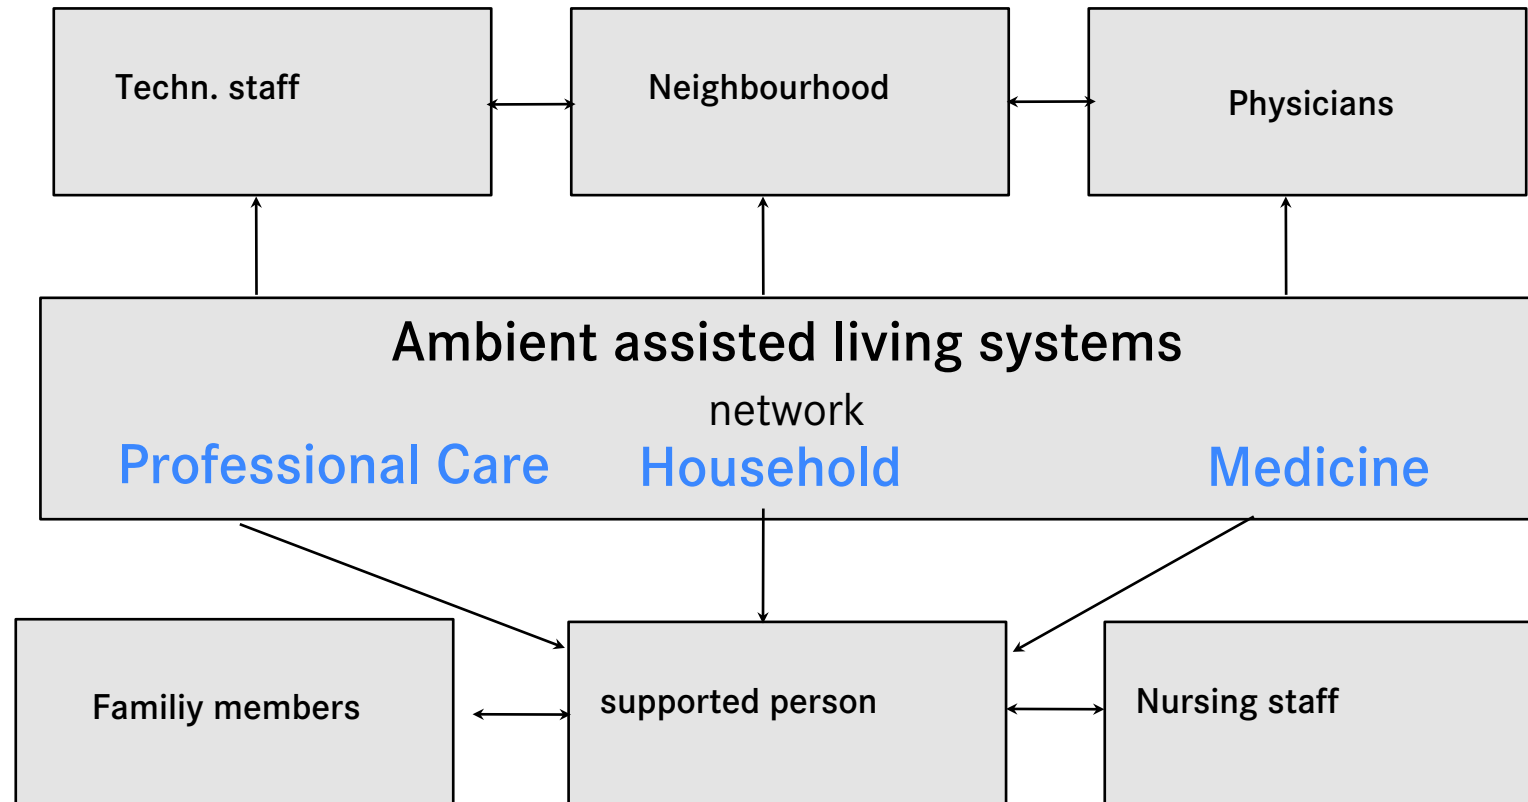 Techn. staff
Neighbourhood
Physicians
Ambient assisted living systems
network
Professional Care
Household
Medicine
Familiy members
supported person
Nursing staff